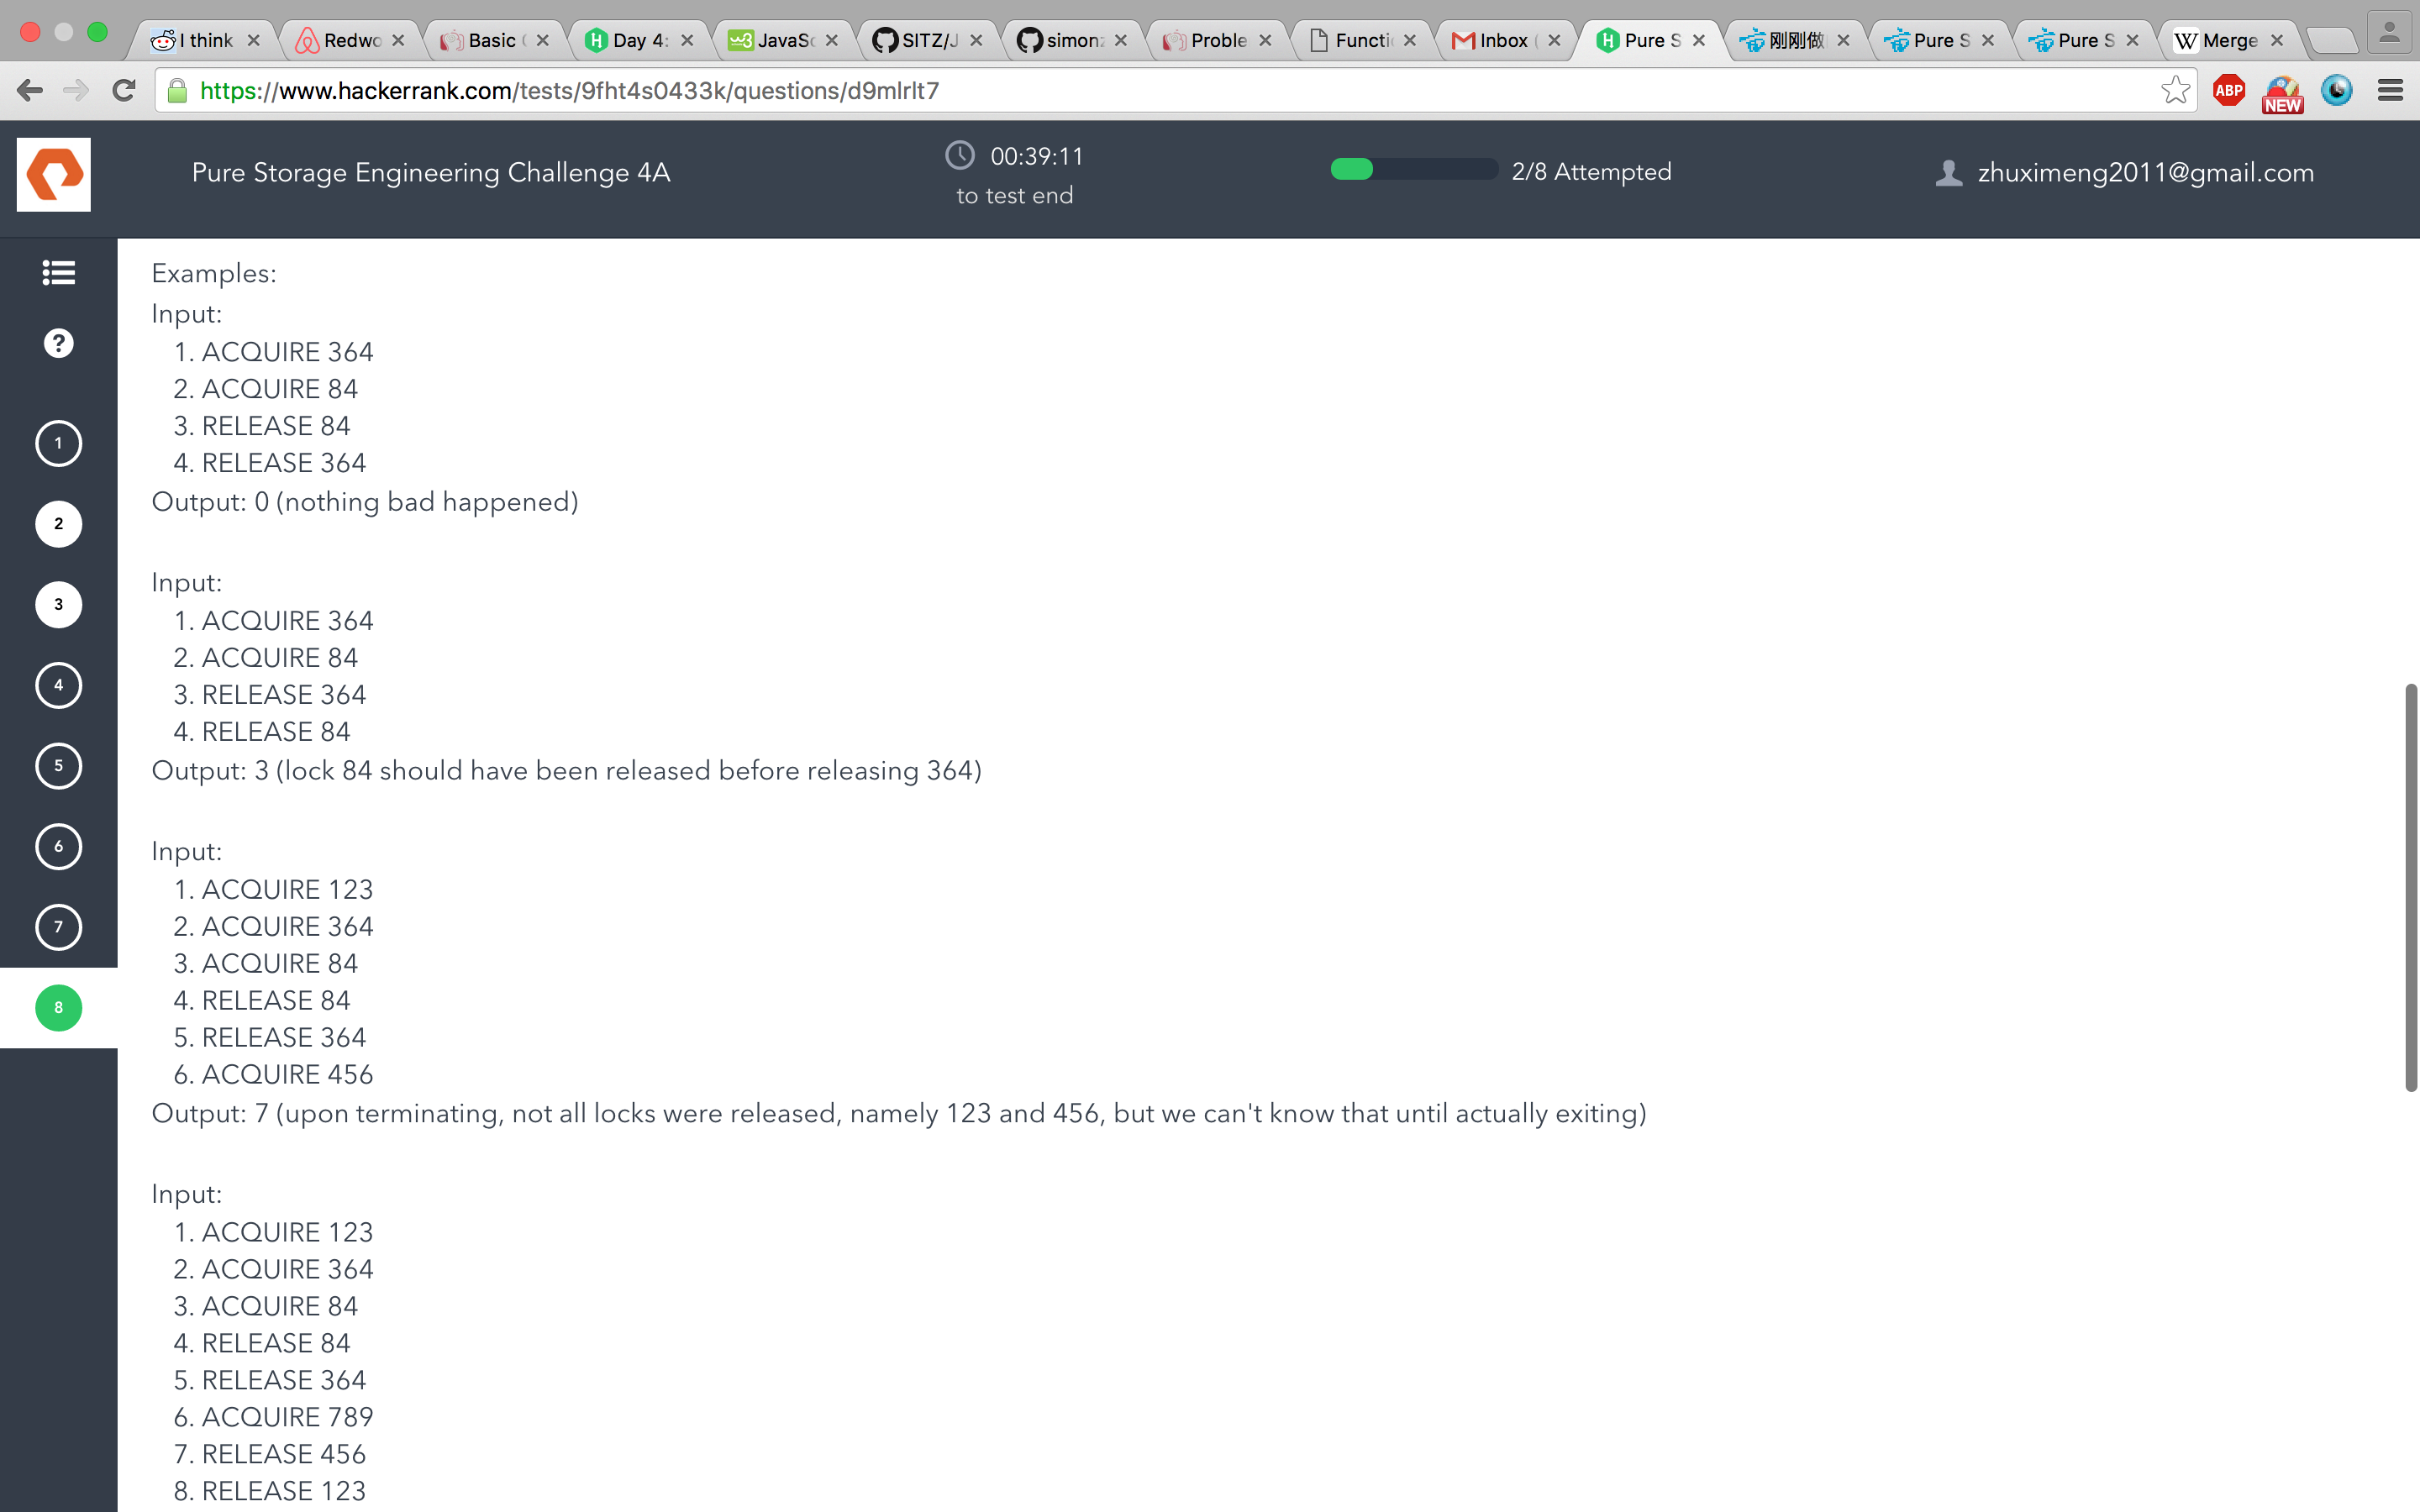 I think
Redwo
Basic (
Day 4:
JavaSc
SITZ/J
simonz
Proble
Functi
Inbox (
Pure S
刚刚做
Pure S
Pure S
Merge
https://www.hackerrank.com/tests/9fht4s0433k/questions/d9mlrlt7
ABP
NEW
Pure Storage Engineering Challenge 4A
00:39:11
to test end
2/8 Attempted
zhuximeng2011@gmail.com
1
2
3
4
5
6
7
8
Examples:
Input:
1. ACQUIRE 364
2. ACQUIRE 84
3. RELEASE 84
4. RELEASE 364
Output: 0 (nothing bad happened)
Input:
1. ACQUIRE 364
2. ACQUIRE 84
3. RELEASE 364
4. RELEASE 84
Output: 3 (lock 84 should have been released before releasing 364)
Input:
1. ACQUIRE 123
2. ACQUIRE 364
3. ACQUIRE 84
4. RELEASE 84
5. RELEASE 364
6. ACQUIRE 456
Output: 7 (upon terminating, not all locks were released, namely 123 and 456, but we can't know that until actually exiting)
Input:
1. ACQUIRE 123
2. ACQUIRE 364
3. ACQUIRE 84
4. RELEASE 84
5. RELEASE 364
6. ACQUIRE 789
7. RELEASE 456
8. RELEASE 123